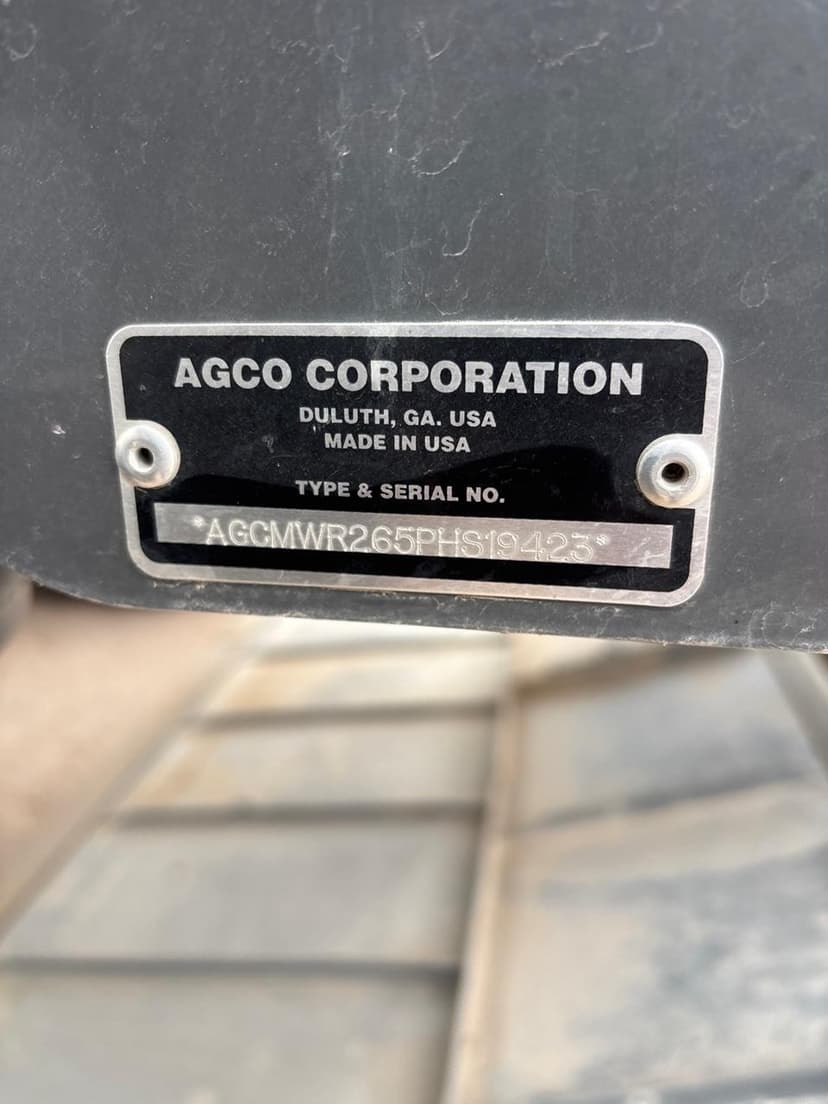 AGCO CORPORATION
DULUTH, GA. USA
MADE IN USA
TYPE & SERIAL NO.
*AGCMWR265PHS19423*